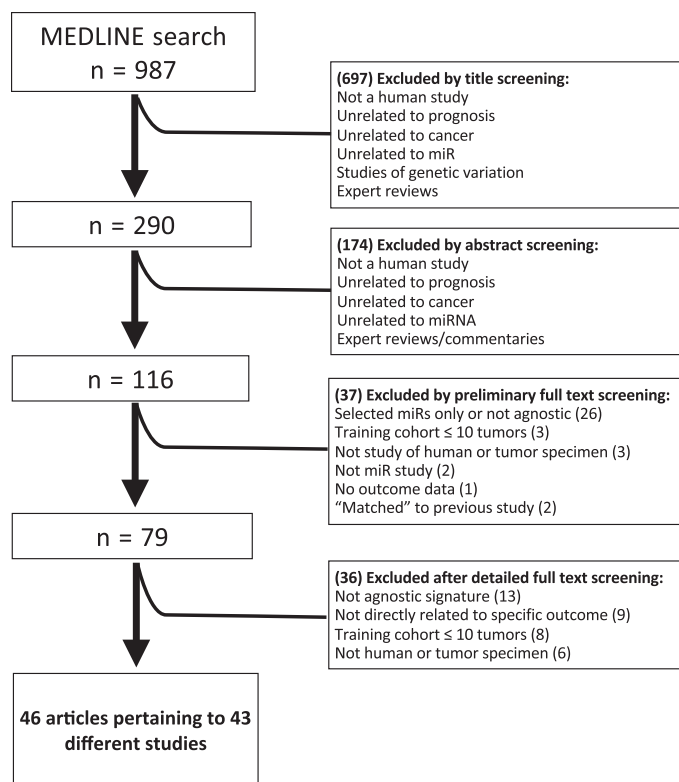 MEDLINE search
n = 987
(697) Excluded by title screening:
Not a human study
Unrelated to prognosis
Unrelated to cancer
Unrelated to miR
Studies of genetic variation
Expert reviews
n = 290
(174) Excluded by abstract screening:
Not a human study
Unrelated to prognosis
Unrelated to cancer
Unrelated to miRNA
Expert reviews/commentaries
n = 116
(37) Excluded by preliminary full text screening:
Selected miRs only or not agnostic (26)
Training cohort ≤ 10 tumors (3)
Not study of human or tumor specimen (3)
Not miR study (2)
No outcome data (1)
“Matched” to previous study (2)
n = 79
(36) Excluded after detailed full text screening:
Not agnostic signature (13)
Not directly related to specific outcome (9)
Training cohort ≤ 10 tumors (8)
Not human or tumor specimen (6)
46 articles pertaining to 43
different studies